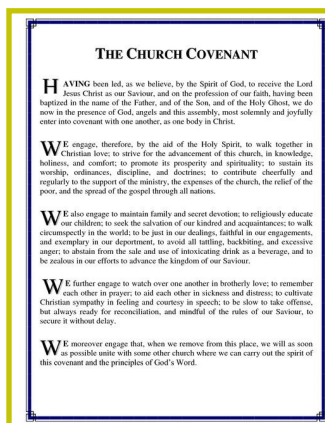 THE CHURCH COVENANT
HAVING been led, as we believe, by the Spirit of God, to receive the Lord
Jesus Christ as our Saviour, and on the profession of our faith, having been
baptized in the name of the Father, and of the Son, and of the Holy Ghost, we do
now in the presence of God, angels and this assembly, most solemnly and joyfully
enter into covenant with one another, as one body in Christ.
WE engage, therefore, by the aid of the Holy Spirit, to walk together in
Christian love; to strive for the advancement of this church, in knowledge,
holiness, and comfort; to promote its prosperity and spirituality; to sustain its
worship, ordinances, discipline, and doctrines; to contribute cheerfully and
regularly to the support of the ministry, the expenses of the church, the relief of the
poor, and the spread of the gospel through all nations.
WE also engage to maintain family and secret devotion; to religiously educate
our children; to seek the salvation of our kindred and acquaintances; to walk
circumspectly in the world; to be just in our dealings, faithful in our engagements,
and exemplary in our deportment, to avoid all tattling, backbiting, and excessive
anger; to abstain from the sale and use of intoxicating drink as a beverage, and to
be zealous in our efforts to advance the kingdom of our Saviour.
WE further engage to watch over one another in brotherly love; to remember
each other in prayer; to aid each other in sickness and distress; to cultivate
Christian sympathy in feeling and courtesy in speech; to be slow to take offense,
but always ready for reconciliation, and mindful of the rules of our Saviour, to
secure it without delay.
WE moreover engage that, when we remove from this place, we will as soon
as possible unite with some other church where we can carry out the spirit of
this covenant and the principles of God's Word.